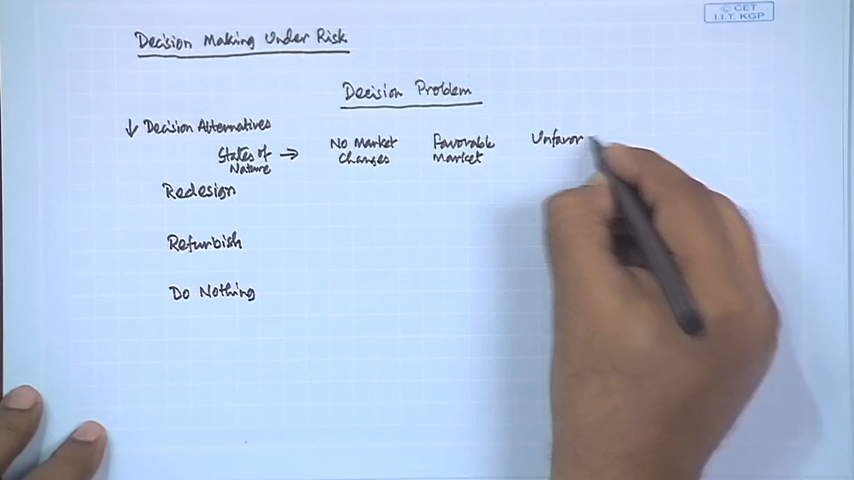 © CET
I.I.T. KGP
Decision Making Under Risk
Decision Problem
↓ Decision Alternatives
States of Nature →
No Market Changes
Favorable Market
Unfavor
Redesign
Refurbish
Do Nothing